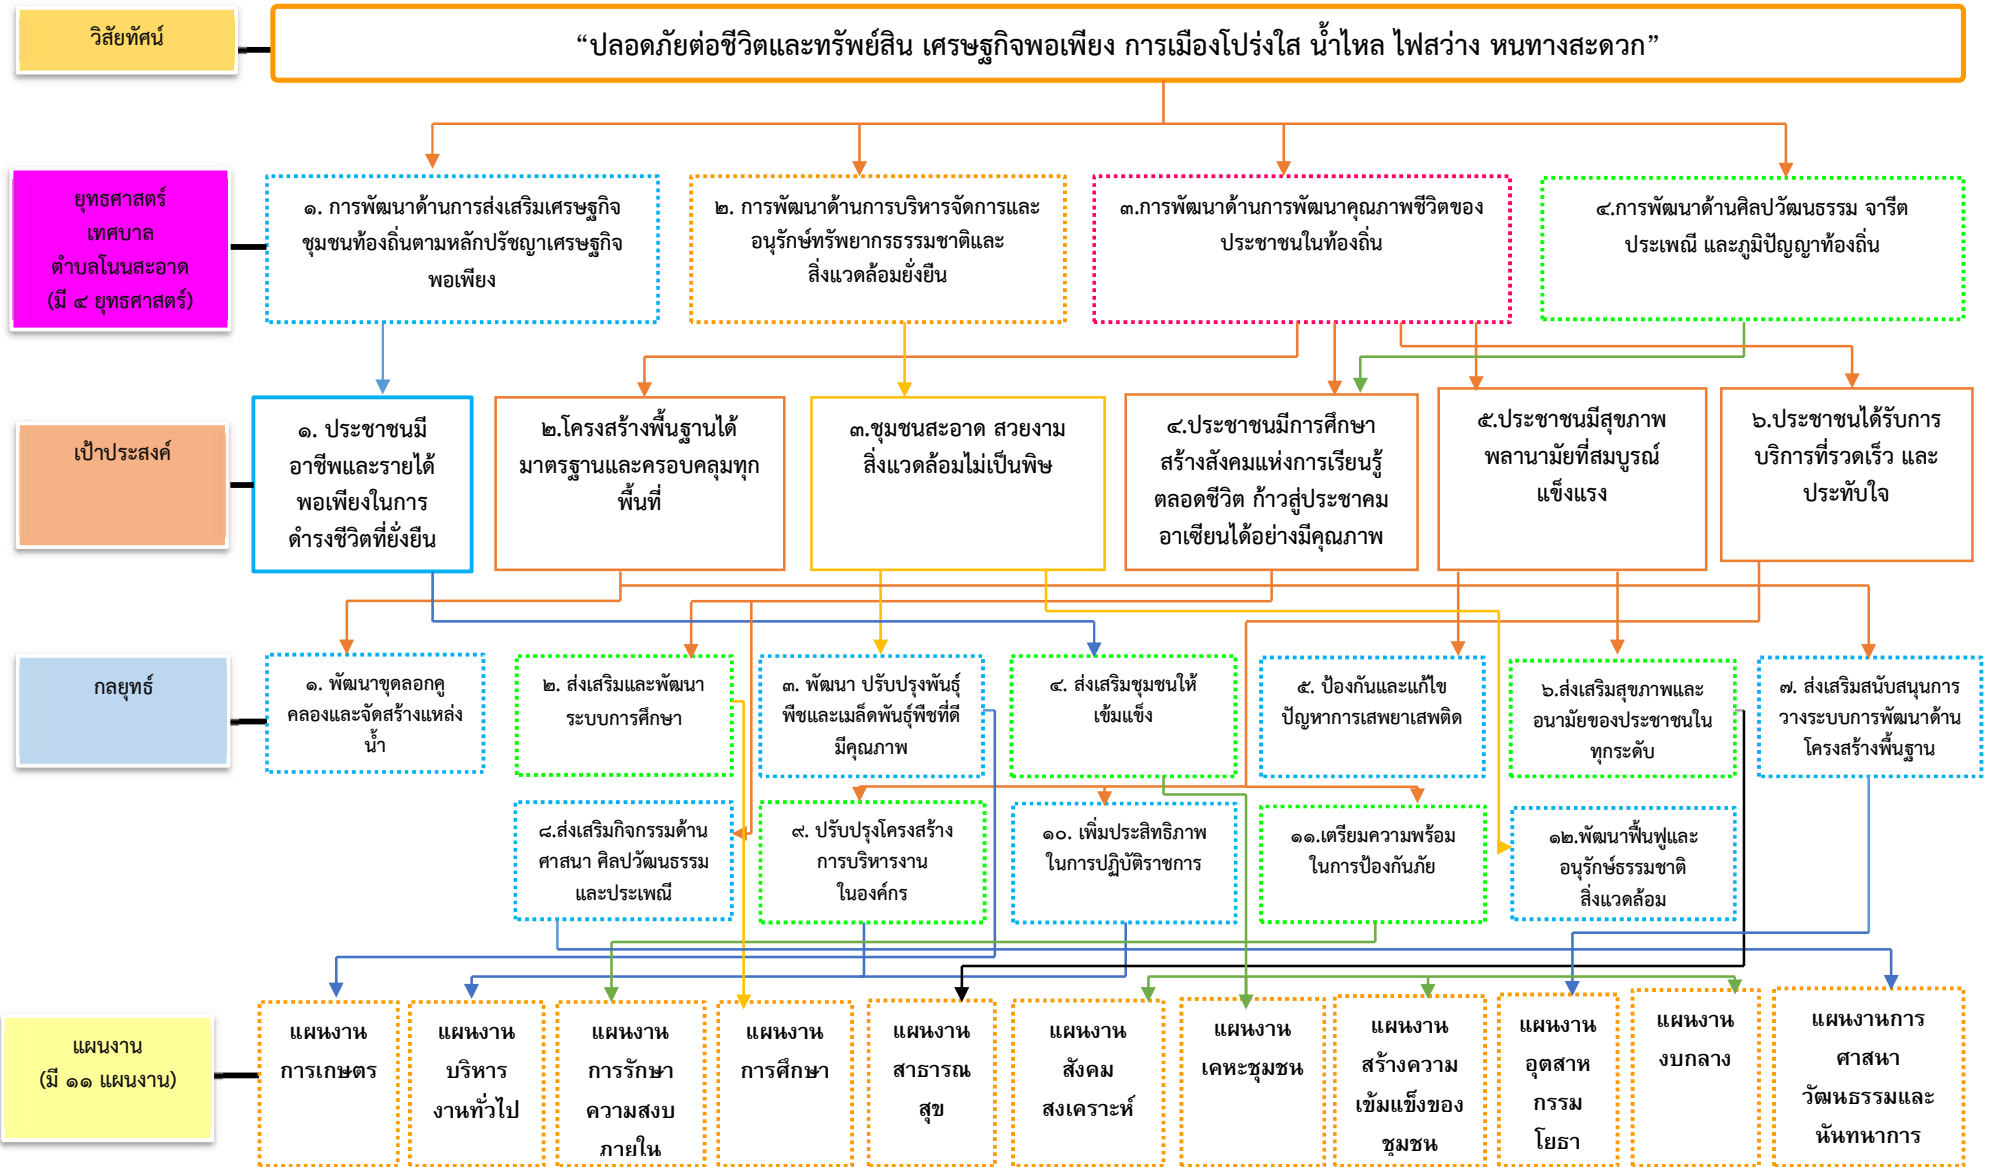 วิสัยทัศน์
“ปลอดภัยต่อชีวิตและทรัพย์สิน เศรษฐกิจพอเพียง การเมืองโปร่งใส น้ำไหล ไฟสว่าง หนทางสะดวก”
ยุทธศาสตร์
เทศบาล
ตำบลโนนสะอาด
(มี ๔ ยุทธศาสตร์)
๑. การพัฒนาด้านการส่งเสริมเศรษฐกิจ
ชุมชนท้องถิ่นตามหลักปรัชญาเศรษฐกิจ
พอเพียง
๒. การพัฒนาด้านการบริหารจัดการและ
อนุรักษ์ทรัพยากรธรรมชาติและ
สิ่งแวดล้อมยั่งยืน
๓.การพัฒนาด้านการพัฒนาคุณภาพชีวิตของ
ประชาชนในท้องถิ่น
๔.การพัฒนาด้านศิลปวัฒนธรรม จารีต
ประเพณี และภูมิปัญญาท้องถิ่น
เป้าประสงค์
๑. ประชาชนมี
อาชีพและรายได้
พอเพียงในการ
ดำรงชีวิตที่ยั่งยืน
๒.โครงสร้างพื้นฐานได้
มาตรฐานและครอบคลุมทุก
พื้นที่
๓.ชุมชนสะอาด สวยงาม
สิ่งแวดล้อมไม่เป็นพิษ
๔.ประชาชนมีการศึกษา
สร้างสังคมแห่งการเรียนรู้
ตลอดชีวิต ก้าวสู่ประชาคม
อาเซียนได้อย่างมีคุณภาพ
๕.ประชาชนมีสุขภาพ
พลานามัยที่สมบูรณ์
แข็งแรง
๖.ประชาชนได้รับการ
บริการที่รวดเร็ว และ
ประทับใจ
กลยุทธ์
๑. พัฒนาขุดลอกคู
คลองและจัดสร้างแหล่ง
น้ำ
๒. ส่งเสริมและพัฒนา
ระบบการศึกษา
๓. พัฒนา ปรับปรุงพันธุ์
พืชและเมล็ดพันธุ์พืชที่ดี
มีคุณภาพ
๔. ส่งเสริมชุมชนให้
เข้มแข็ง
๕. ป้องกันและแก้ไข
ปัญหาการเสพยาเสพติด
๖.ส่งเสริมสุขภาพและ
อนามัยของประชาชนใน
ทุกระดับ
๗. ส่งเสริมสนับสนุนการ
วางระบบการพัฒนาด้าน
โครงสร้างพื้นฐาน
๘.ส่งเสริมกิจกรรมด้าน
ศาสนา ศิลปวัฒนธรรม
และประเพณี
๙. ปรับปรุงโครงสร้าง
การบริหารงาน
ในองค์กร
๑๐. เพิ่มประสิทธิภาพ
ในการปฏิบัติราชการ
๑๑.เตรียมความพร้อม
ในการป้องกันภัย
๑๒.พัฒนาฟื้นฟูและ
อนุรักษ์ธรรมชาติ
สิ่งแวดล้อม
แผนงาน
(มี ๑๑ แผนงาน)
แผนงาน
การเกษตร
แผนงาน
บริหาร
งานทั่วไป
แผนงาน
การรักษา
ความสงบ
ภายใน
แผนงาน
การศึกษา
แผนงาน
สาธารณ
สุข
แผนงาน
สังคม
สงเคราะห์
แผนงาน
เคหะชุมชน
แผนงาน
สร้างความ
เข้มแข็งของ
ชุมชน
แผนงาน
อุตสาห
กรรม
โยธา
แผนงาน
งบกลาง
แผนงานการ
ศาสนา
วัฒนธรรมและ
นันทนาการ